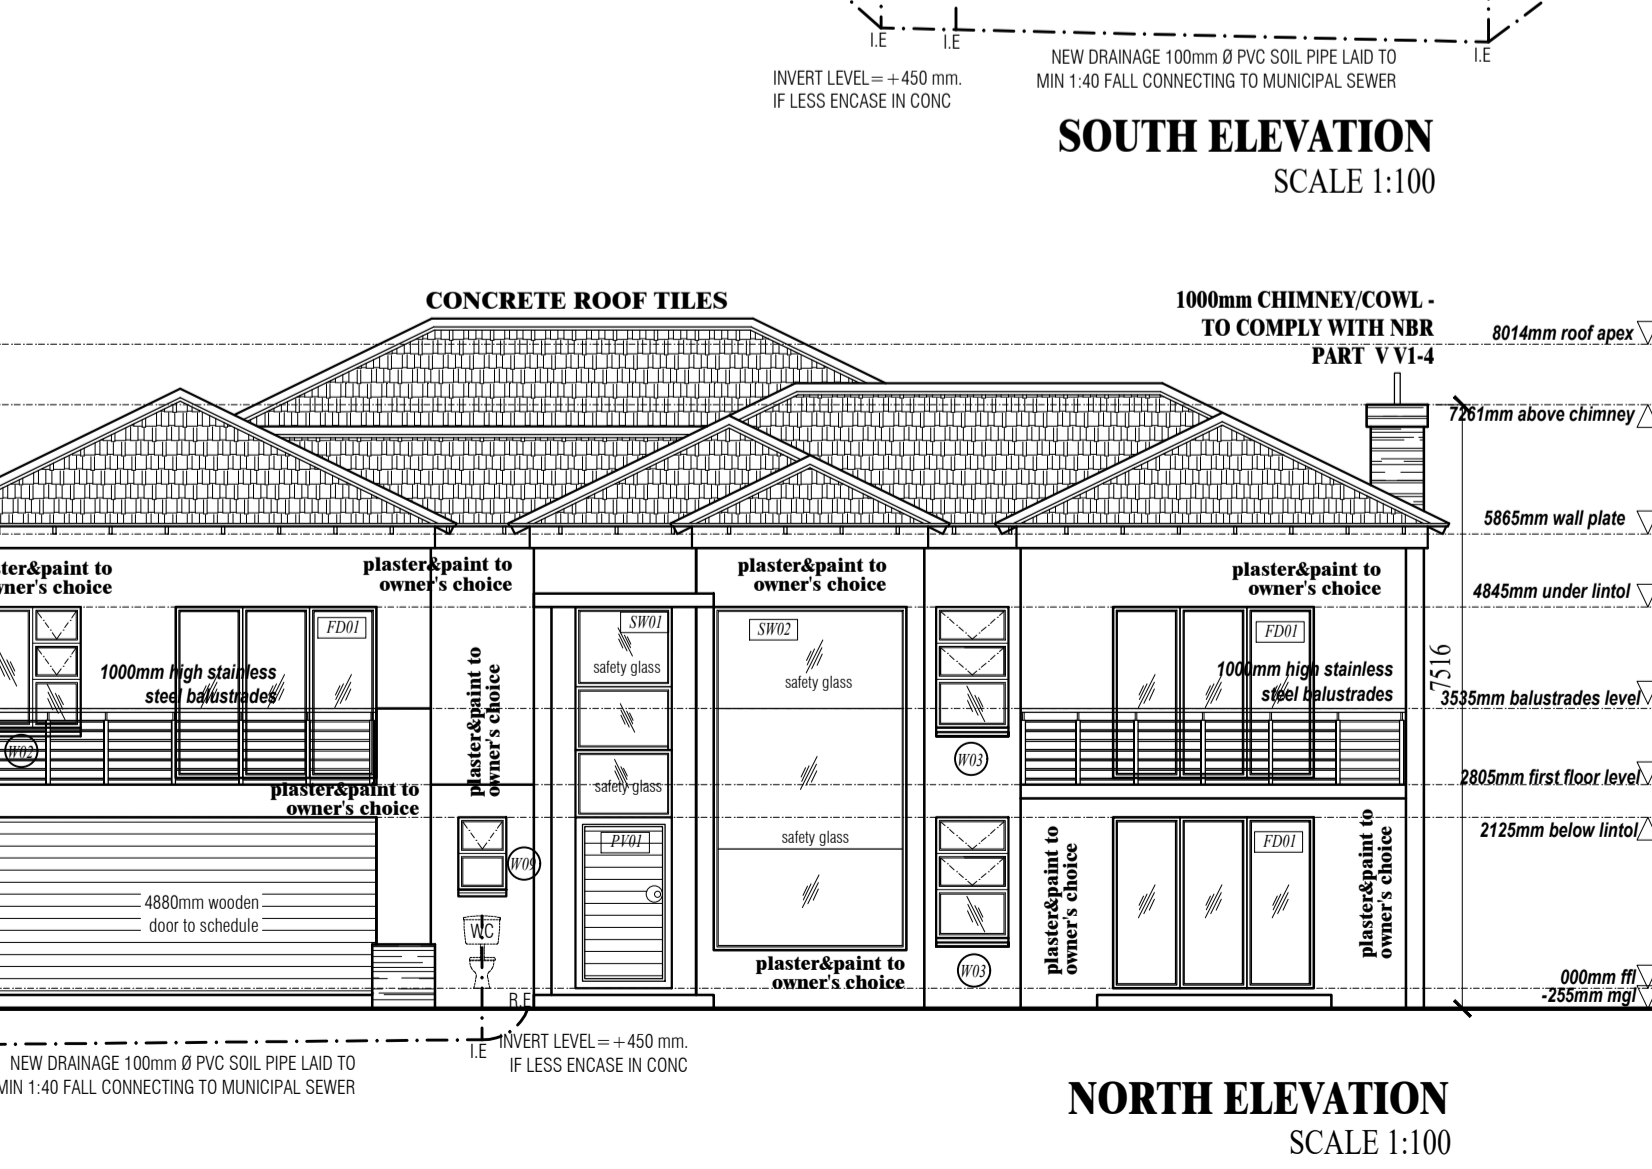 I.E
I.E
I.E
INVERT LEVEL=+450 mm.
IF LESS ENCASE IN CONC
NEW DRAINAGE 100mm Ø PVC SOIL PIPE LAID TO
MIN 1:40 FALL CONNECTING TO MUNICIPAL SEWER
SOUTH ELEVATION
SCALE 1:100
CONCRETE ROOF TILES
1000mm CHIMNEY/COWL -
TO COMPLY WITH NBR
PART V V1-4
8014mm roof apex
7261mm above chimney
5865mm wall plate
4845mm under lintol
7516
3535mm balustrades level
2805mm first floor level
2125mm below lintol
000mm ffl
-255mm mgl
ster&paint to
wner's choice
plaster&paint to
owner's choice
plaster&paint to
owner's choice
plaster&paint to
owner's choice
FD01
SW01
safety glass
SW02
safety glass
FD01
1000mm high stainless
steel balustrades
1000mm high stainless
steel balustrades
plaster&paint to
owner's choice
W02
W03
safety glass
plaster&paint to
owner's choice
PV01
safety glass
FD01
W09
plaster&paint to
owner's choice
plaster&paint to
owner's choice
4880mm wooden
door to schedule
WC
plaster&paint to
owner's choice
W03
R.E
I.E
INVERT LEVEL=+450 mm.
IF LESS ENCASE IN CONC
NEW DRAINAGE 100mm Ø PVC SOIL PIPE LAID TO
MIN 1:40 FALL CONNECTING TO MUNICIPAL SEWER
NORTH ELEVATION
SCALE 1:100